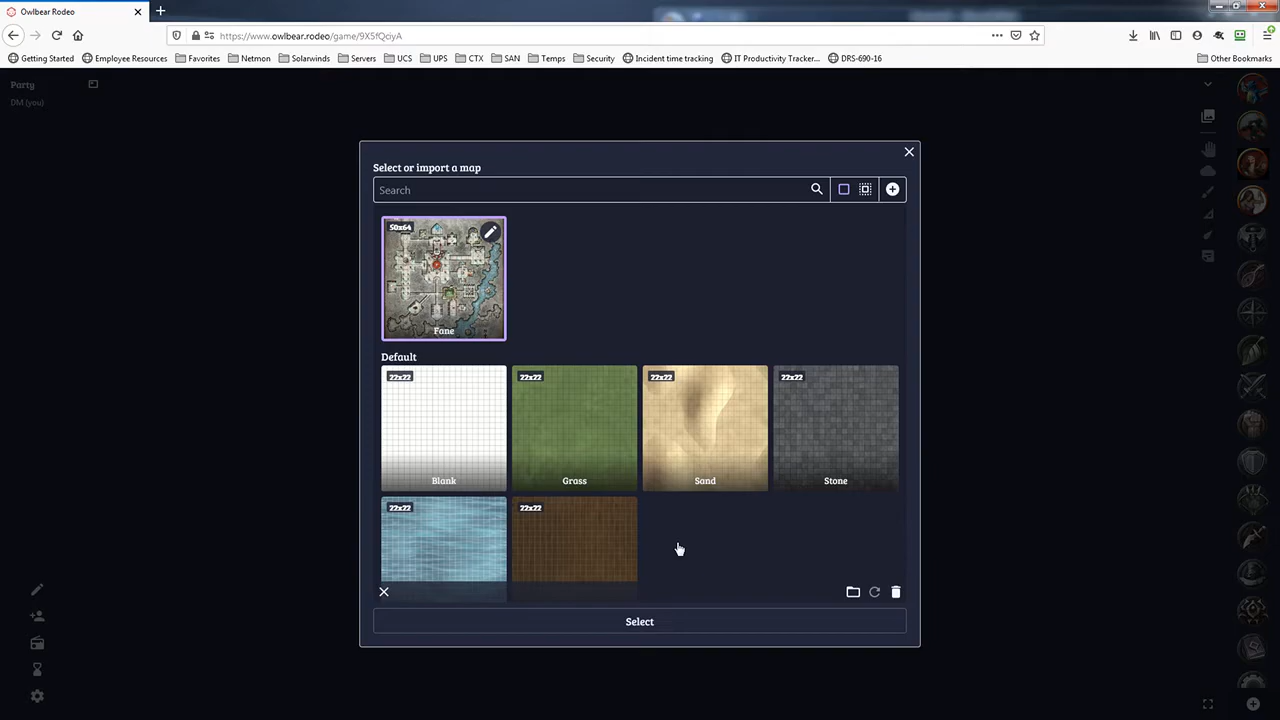 Owlbear Rodeo
https://www.owlbear.rodeo/game/9X5fQciyA
Getting Started
Employee Resources
Favorites
Netmon
Solarwinds
Servers
UCS
UPS
CTX
SAN
Temps
Security
Incident time tracking
IT Productivity Tracker...
DRS-690-16
Other Bookmarks
Party
DM (you)
Select or import a map
Search
50x64
Fane
Default
22x22
Blank
22x22
Grass
22x22
Sand
22x22
Stone
22x22
22x22
Select